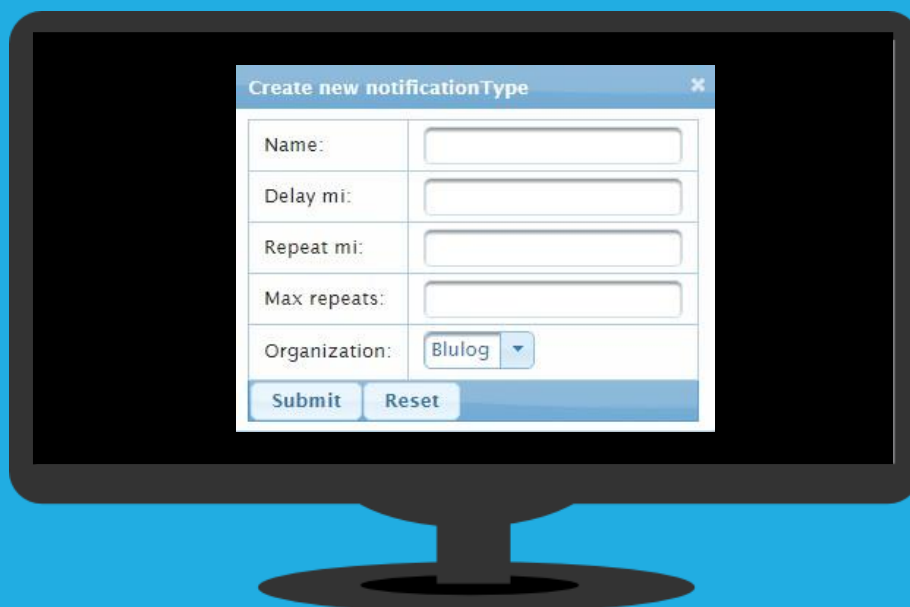 Create new notificationType
Name:
Delay mi:
Repeat mi:
Max repeats:
Organization: Blulog
Submit Reset